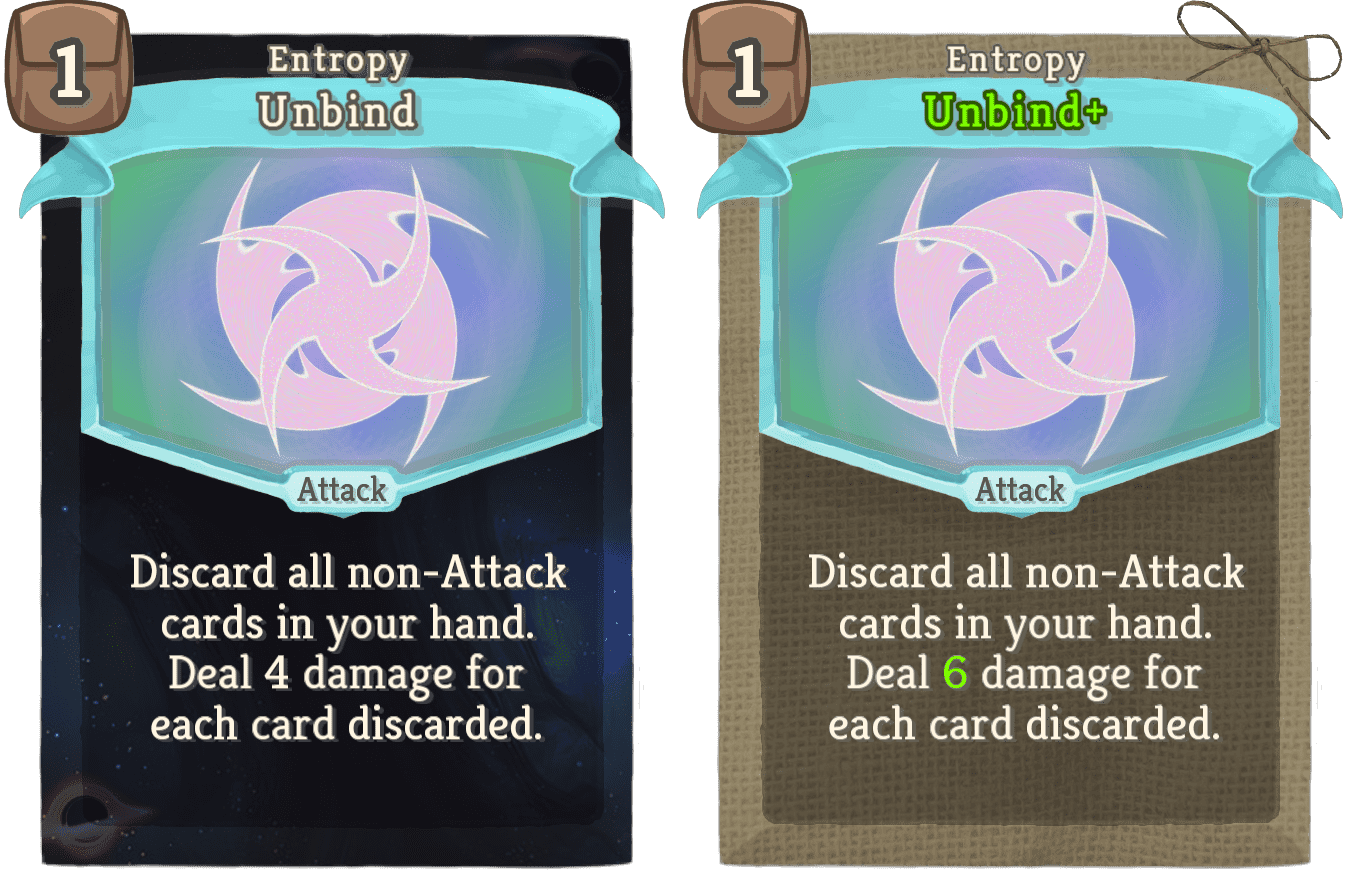 1
Entropy
Unbind
Attack
Discard all non-Attack
cards in your hand.
Deal 4 damage for
each card discarded.
1
Entropy
Unbind+
Attack
Discard all non-Attack
cards in your hand.
Deal 6 damage for
each card discarded.